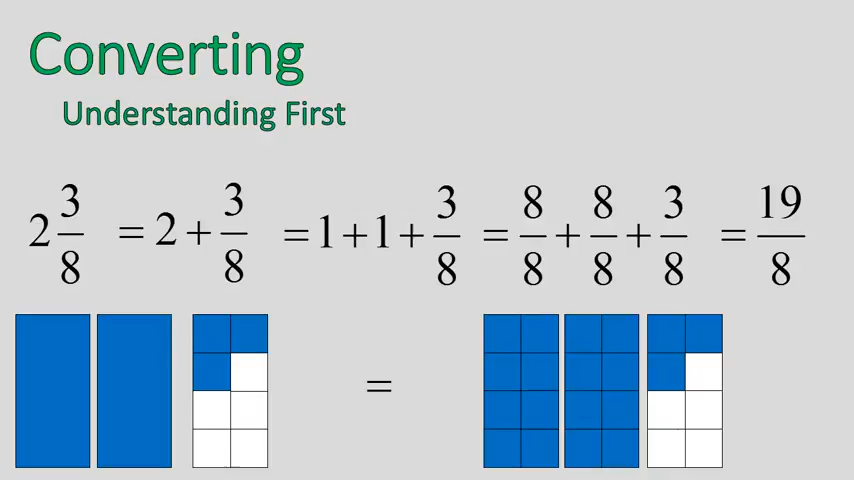 Converting
Understanding First
2 3/8 = 2 + 3/8 = 1 + 1 + 3/8 = 8/8 + 8/8 + 3/8 = 19/8
=